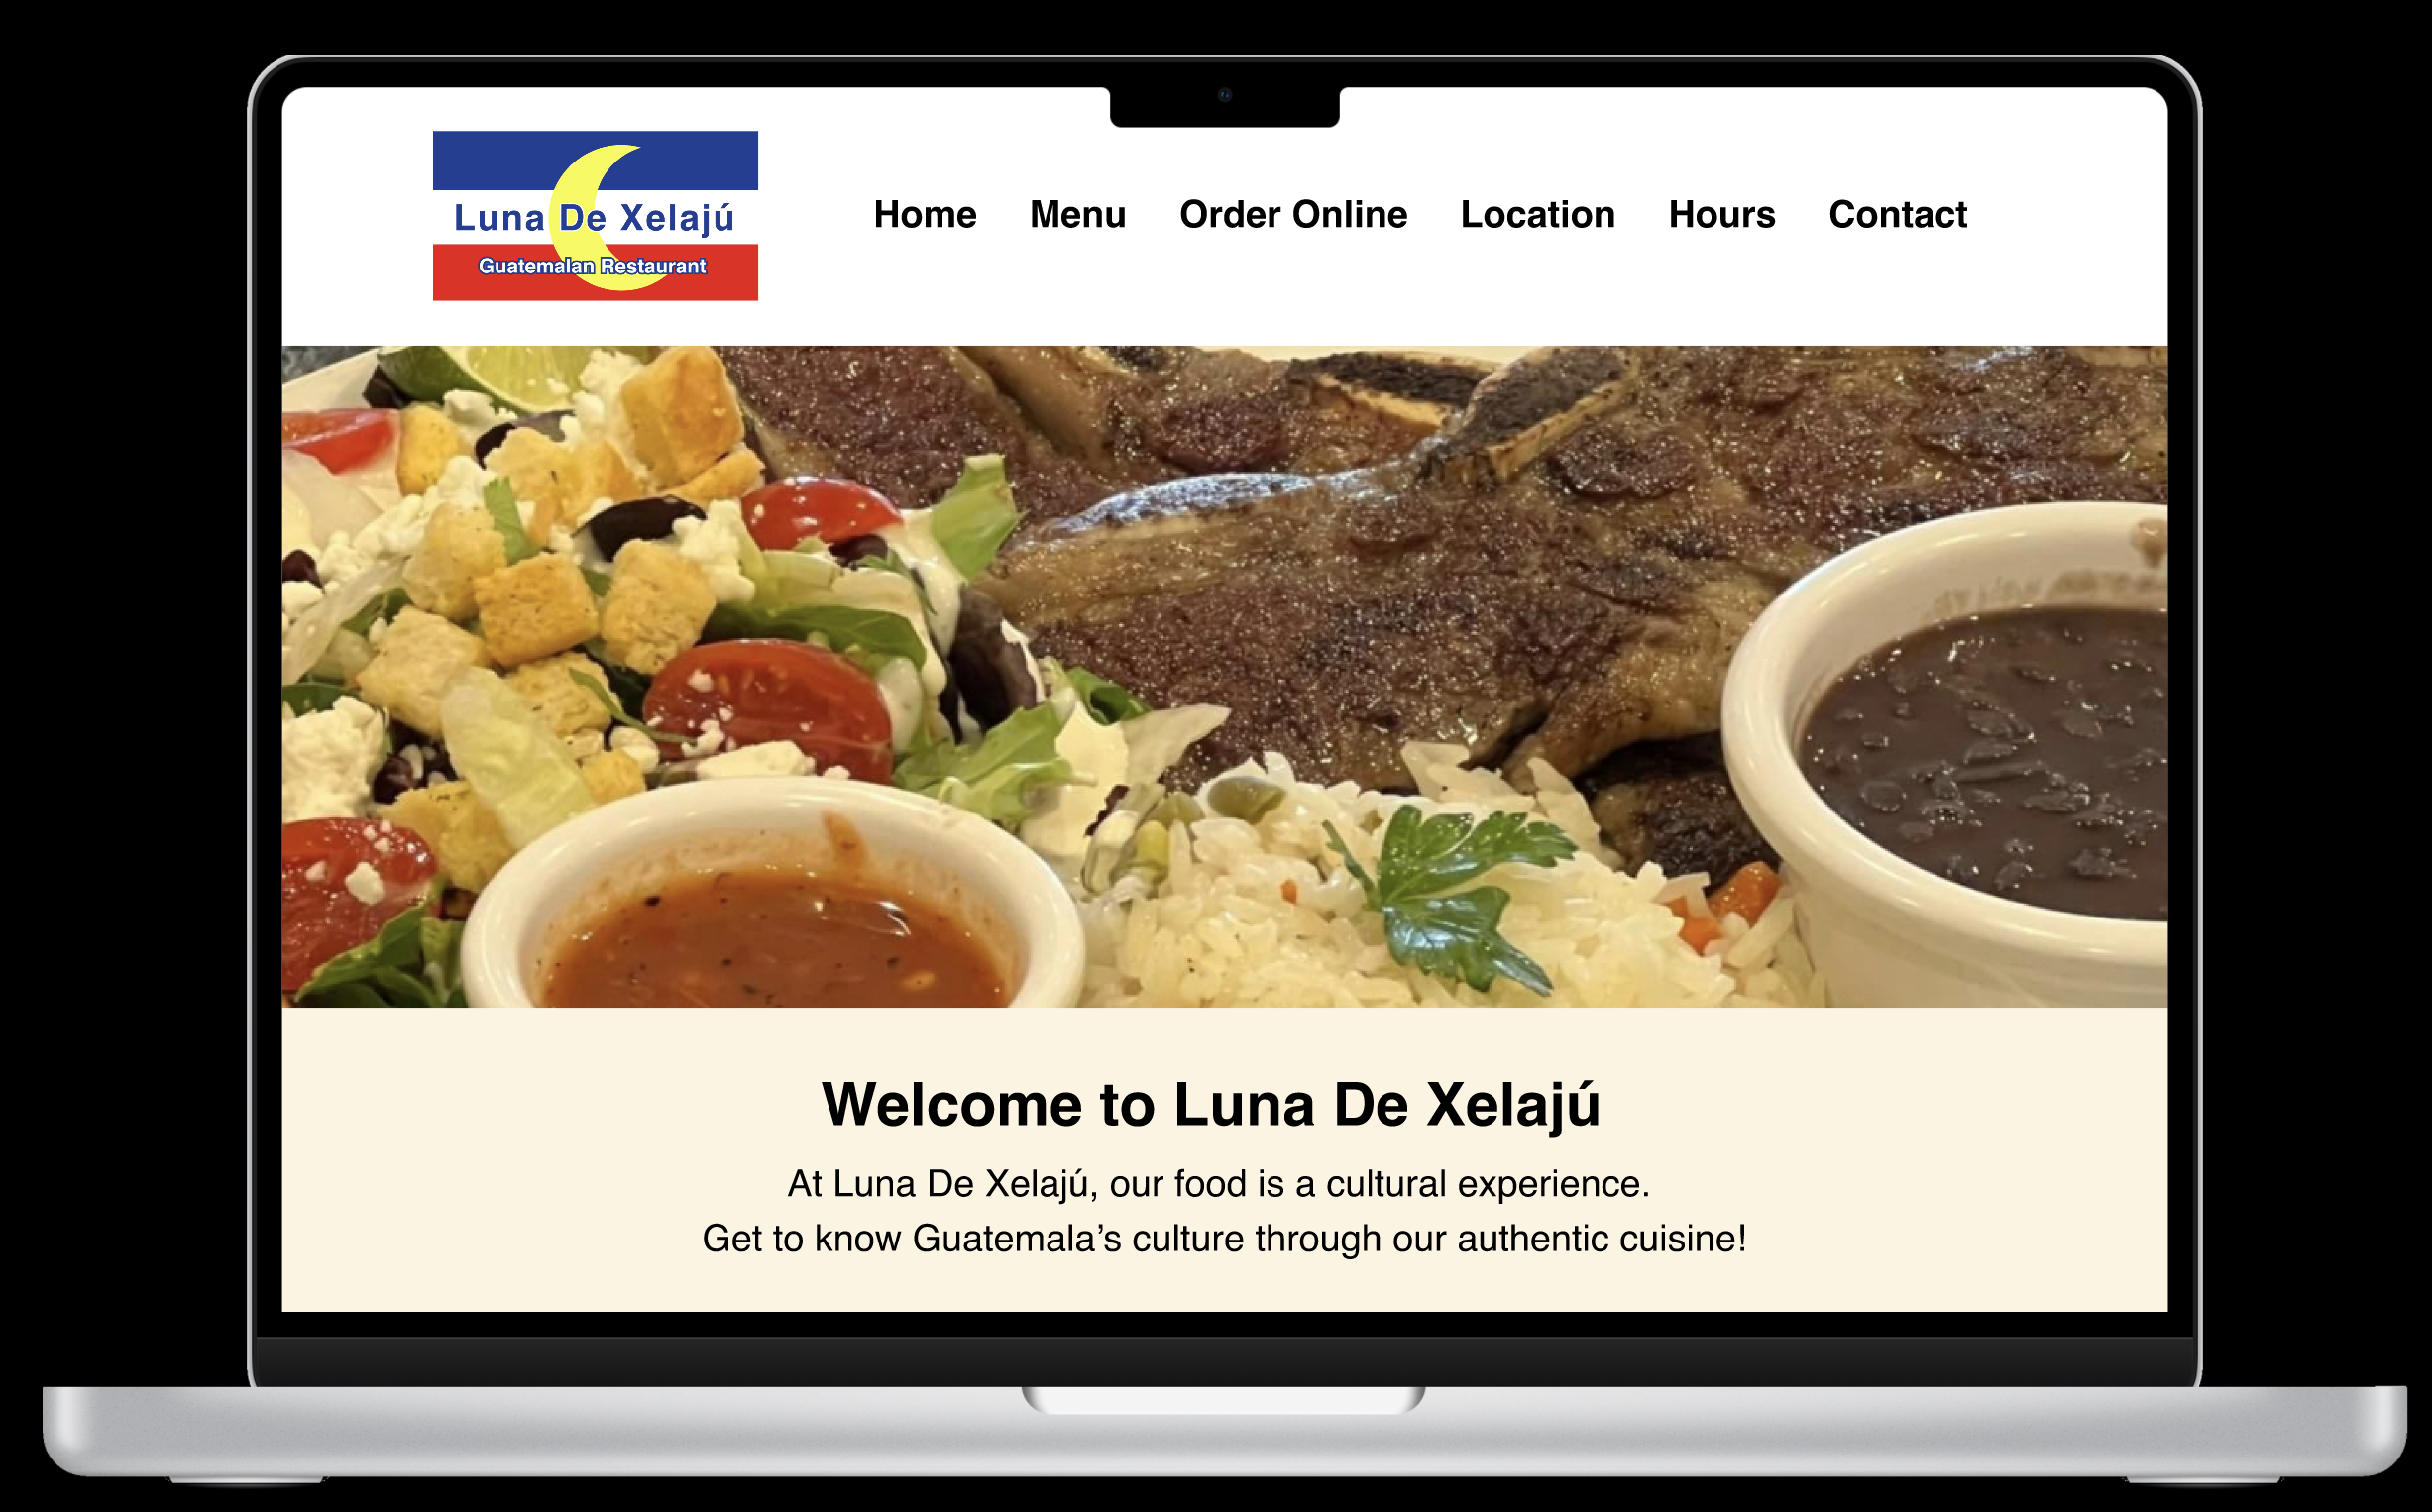 Luna De Xelajú
Guatemalan Restaurant
Home Menu Order Online Location Hours Contact
Welcome to Luna De Xelajú
At Luna De Xelajú, our food is a cultural experience.
Get to know Guatemala’s culture through our authentic cuisine!